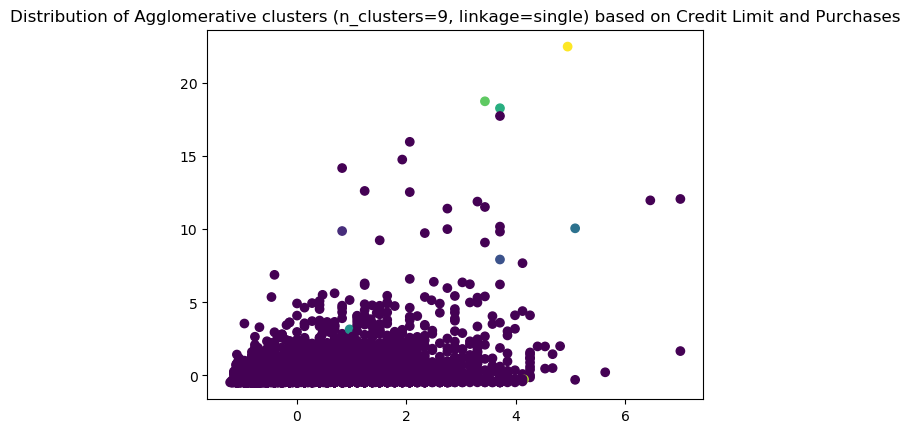 Distribution of Agglomerative clusters (n_clusters=9, linkage=single) based on Credit Limit and Purchases
20
15
10
5
0
0 2 4 6